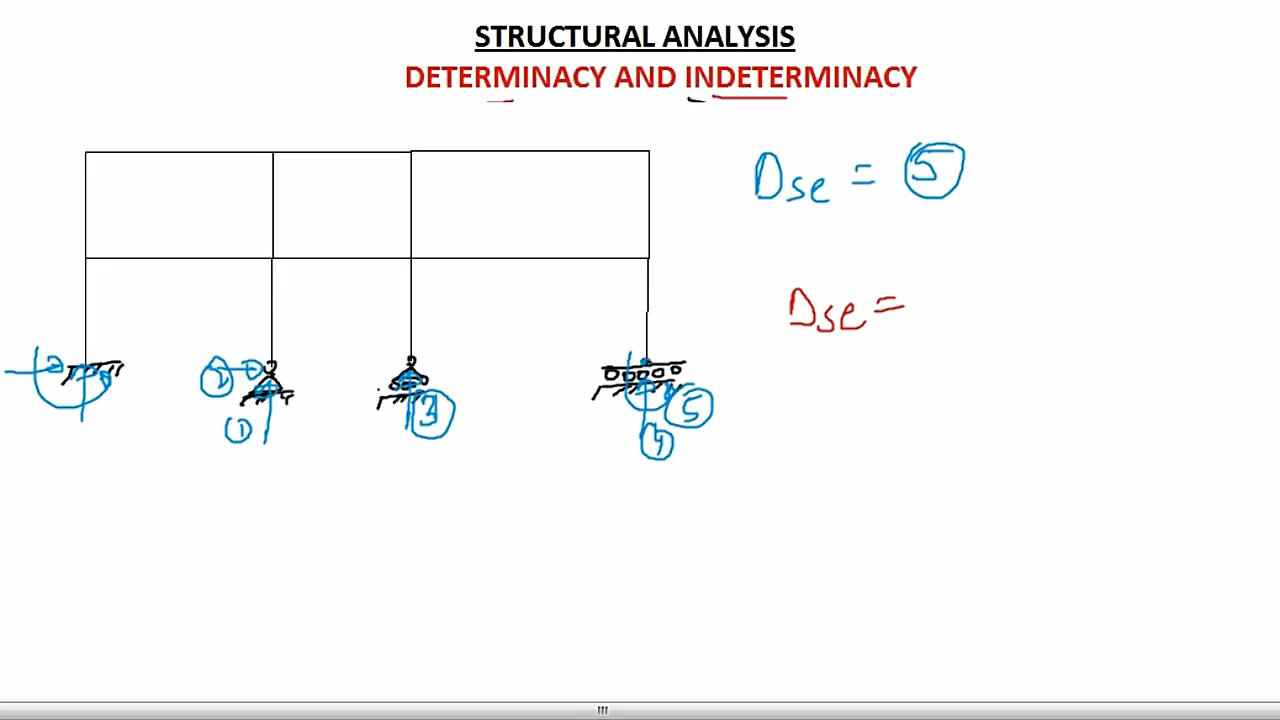 STRUCTURAL ANALYSIS
DETERMINACY AND INDETERMINACY
Dse = 5
Dse =
2
1
3
5
4